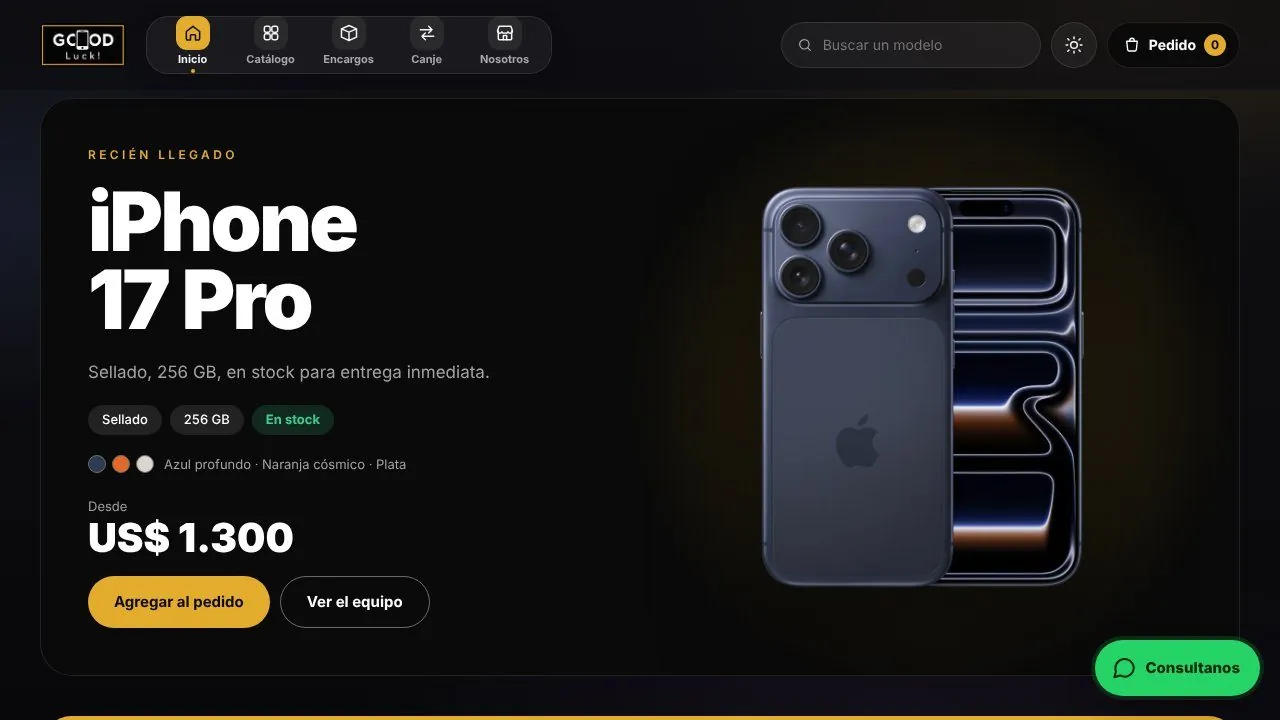 GOOD
Luck!
Inicio
Catálogo
Encargos
Canje
Nosotros
Buscar un modelo
Pedido 0
RECIÉN LLEGADO
iPhone
17 Pro
Sellado, 256 GB, en stock para entrega inmediata.
Sellado
256 GB
En stock
Azul profundo · Naranja cósmico · Plata
Desde
US$ 1.300
Agregar al pedido
Ver el equipo
Consultanos